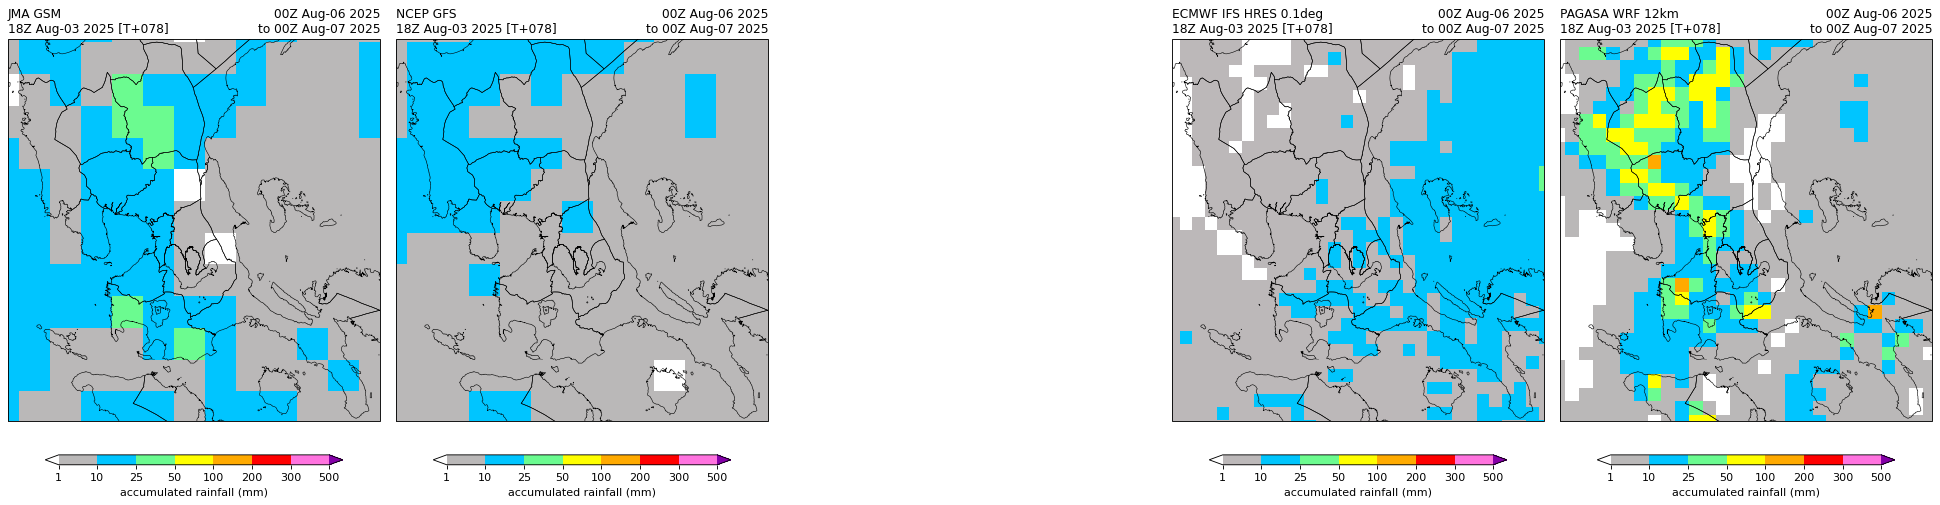 JMA GSM 00Z Aug-06 2025
18Z Aug-03 2025 [T+078] to 00Z Aug-07 2025
NCEP GFS 00Z Aug-06 2025
18Z Aug-03 2025 [T+078] to 00Z Aug-07 2025
ECMWF IFS HRES 0.1deg 00Z Aug-06 2025
18Z Aug-03 2025 [T+078] to 00Z Aug-07 2025
PAGASA WRF 12km 00Z Aug-06 2025
18Z Aug-03 2025 [T+078] to 00Z Aug-07 2025
1 10 25 50 100 200 300 500
accumulated rainfall (mm)
1 10 25 50 100 200 300 500
accumulated rainfall (mm)
1 10 25 50 100 200 300 500
accumulated rainfall (mm)
1 10 25 50 100 200 300 500
accumulated rainfall (mm)